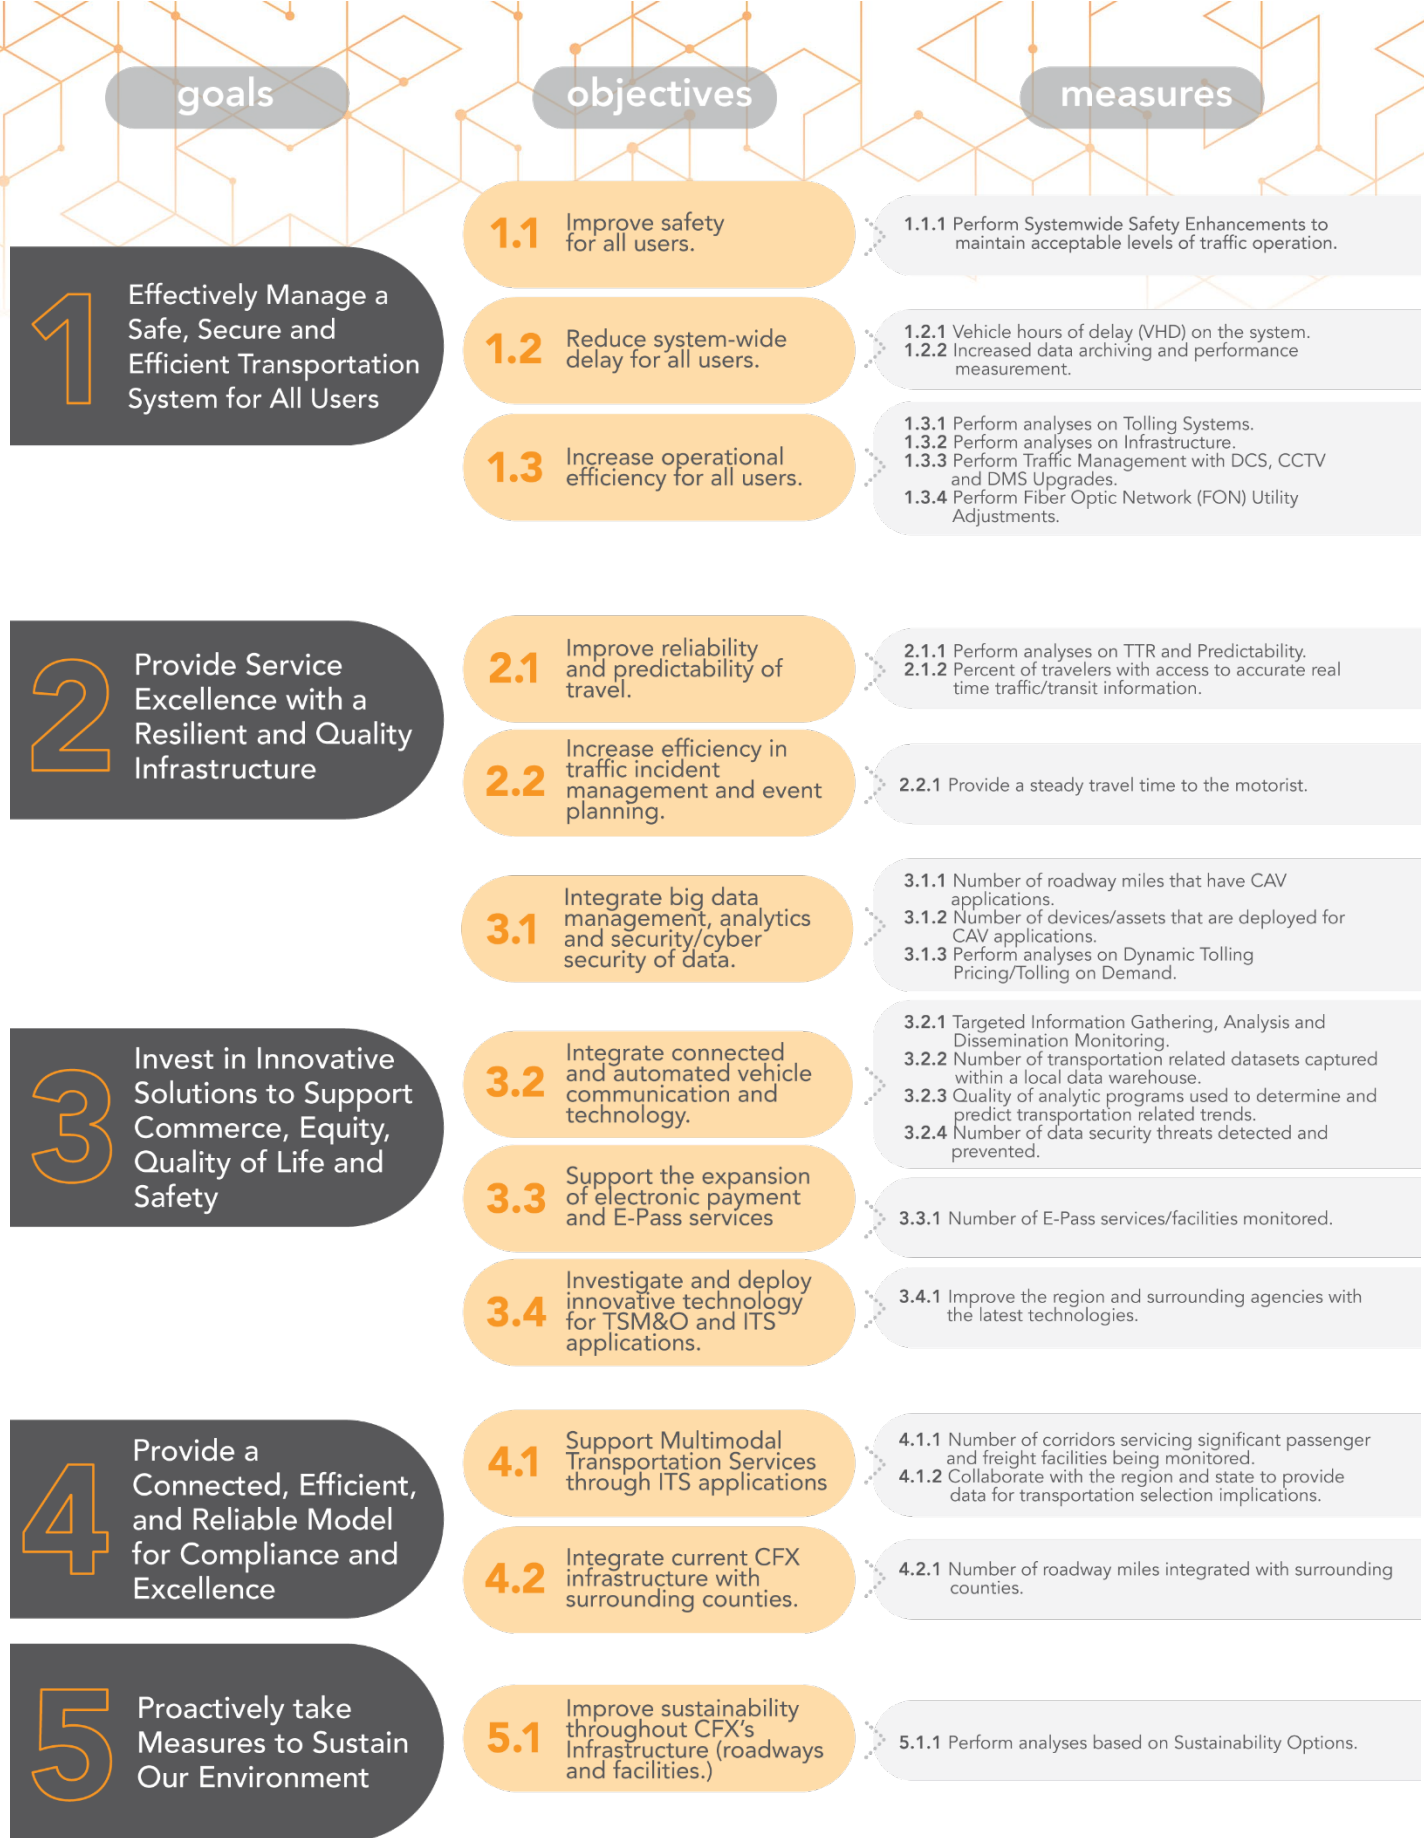 goals
objectives
measures
1
Effectively Manage a
Safe, Secure and
Efficient Transportation
System for All Users
1.1
Improve safety
for all users.
1.1.1 Perform Systemwide Safety Enhancements to
maintain acceptable levels of traffic operation.
1.2
Reduce system-wide
delay for all users.
1.2.1 Vehicle hours of delay (VHD) on the system.
1.2.2 Increased data archiving and performance
measurement.
1.3
Increase operational
efficiency for all users.
1.3.1 Perform analyses on Tolling Systems.
1.3.2 Perform analyses on Infrastructure.
1.3.3 Perform Traffic Management with DCS, CCTV
and DMS Upgrades.
1.3.4 Perform Fiber Optic Network (FON) Utility
Adjustments.
2
Provide Service
Excellence with a
Resilient and Quality
Infrastructure
2.1
Improve reliability
and predictability of
travel.
2.1.1 Perform analyses on TTR and Predictability.
2.1.2 Percent of travelers with access to accurate real
time traffic/transit information.
2.2
Increase efficiency in
traffic incident
management and event
planning.
2.2.1 Provide a steady travel time to the motorist.
3
Invest in Innovative
Solutions to Support
Commerce, Equity,
Quality of Life and
Safety
3.1
Integrate big data
management, analytics
and security/cyber
security of data.
3.1.1 Number of roadway miles that have CAV
applications.
3.1.2 Number of devices/assets that are deployed for
CAV applications.
3.1.3 Perform analyses on Dynamic Tolling
Pricing/Tolling on Demand.
3.2
Integrate connected
and automated vehicle
communication and
technology.
3.2.1 Targeted Information Gathering, Analysis and
Dissemination Monitoring.
3.2.2 Number of transportation related datasets captured
within a local data warehouse.
3.2.3 Quality of analytic programs used to determine and
predict transportation related trends.
3.2.4 Number of data security threats detected and
prevented.
3.3
Support the expansion
of electronic payment
and E-Pass services
3.3.1 Number of E-Pass services/facilities monitored.
3.4
Investigate and deploy
innovative technology
for TSM&O and ITS
applications.
3.4.1 Improve the region and surrounding agencies with
the latest technologies.
4
Provide a
Connected, Efficient,
and Reliable Model
for Compliance and
Excellence
4.1
Support Multimodal
Transportation Services
through ITS applications
4.1.1 Number of corridors servicing significant passenger
and freight facilities being monitored.
4.1.2 Collaborate with the region and state to provide
data for transportation selection implications.
4.2
Integrate current CFX
infrastructure with
surrounding counties.
4.2.1 Number of roadway miles integrated with surrounding
counties.
5
Proactively take
Measures to Sustain
Our Environment
5.1
Improve sustainability
throughout CFX's
Infrastructure (roadways
and facilities.)
5.1.1 Perform analyses based on Sustainability Options.